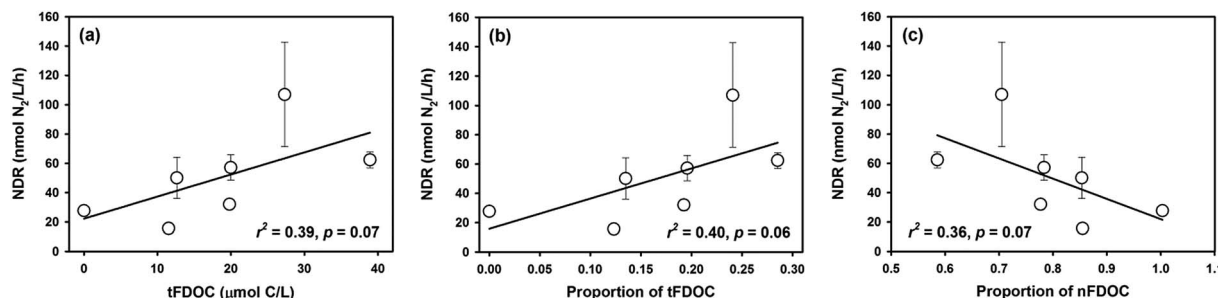 (a)
160
140
120
100
80
60
40
20
0
NDR (nmol N₂/L/h)
r² = 0.39, p = 0.07
0 10 20 30 40
tFDOC (μmol C/L)
(b)
160
140
120
100
80
60
40
20
0
NDR (nmol N₂/L/h)
r² = 0.40, p = 0.06
0.00 0.05 0.10 0.15 0.20 0.25 0.30
Proportion of tFDOC
(c)
160
140
120
100
80
60
40
20
0
NDR (nmol N₂/L/h)
r² = 0.36, p = 0.07
0.5 0.6 0.7 0.8 0.9 1.0 1.1
Proportion of nFDOC